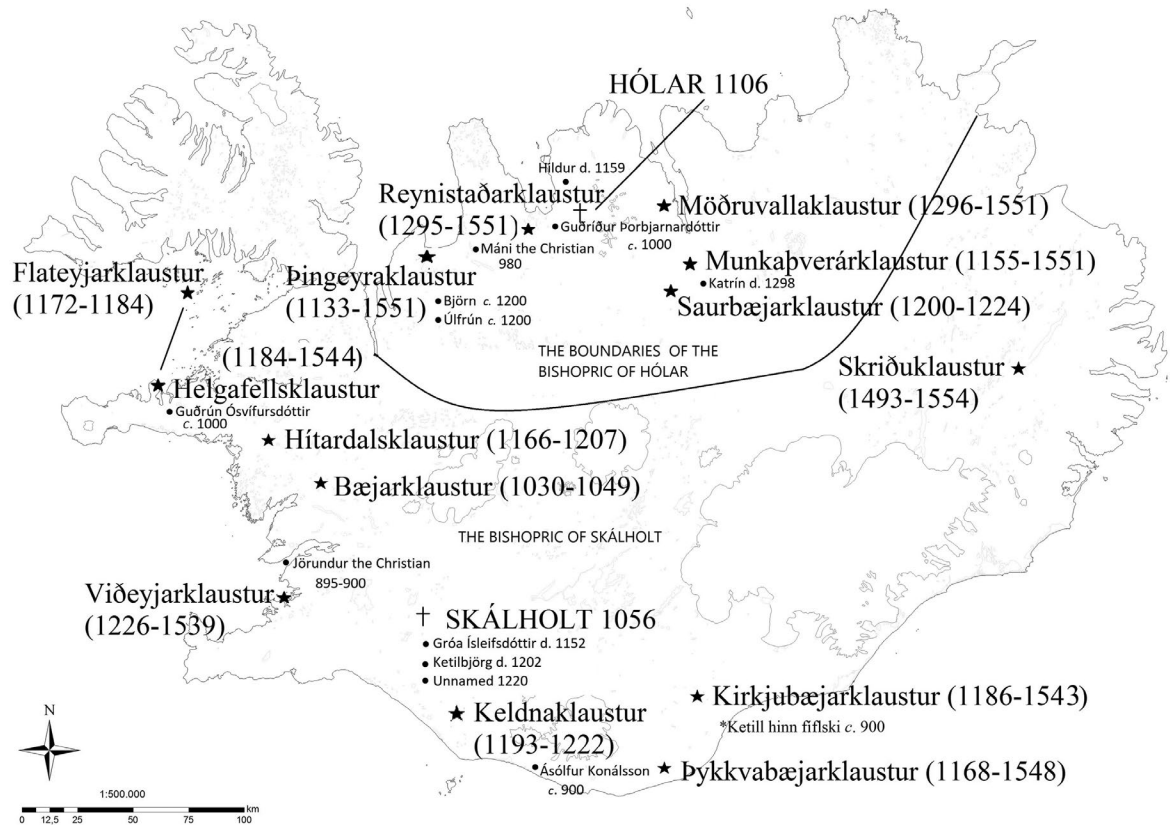 HÓLAR 1106
Hildur d. 1159
Reynistaðarklaustur
(1295-1551)
Möðruvallaklaustur (1296-1551)
Guðríður Þorbjarnardóttir
c. 1000
Máni the Christian
980
Flateyjarklaustur
(1172-1184)
Þingeyraklaustur
(1133-1551)
Munkaþverárklaustur (1155-1551)
Katrín d. 1298
Björn c. 1200
Úlfrún c. 1200
Saurbæjarklaustur (1200-1224)
(1184-1544)
Helgafellsklaustur
THE BOUNDARIES OF THE
BISHOPRIC OF HÓLAR
Skriðuklaustur
(1493-1554)
Guðrún Ósvífursdóttir
c. 1000
Hítardalsklaustur (1166-1207)
Bæjarklaustur (1030-1049)
THE BISHOPRIC OF SKÁLHOLT
Jörundur the Christian
895-900
Viðeyjarklaustur
(1226-1539)
SKÁLHOLT 1056
Gróa Ísleifsdóttir d. 1152
Ketilbjörg d. 1202
Unnamed 1220
Kirkjubæjarklaustur (1186-1543)
*Ketill hinn fíflski c. 900
Keldnaklaustur
(1193-1222)
Ásólfur Konálsson
c. 900
Þykkvabæjarklaustur (1168-1548)
N
1:500.000
km
0 12,5 25 50 75 100